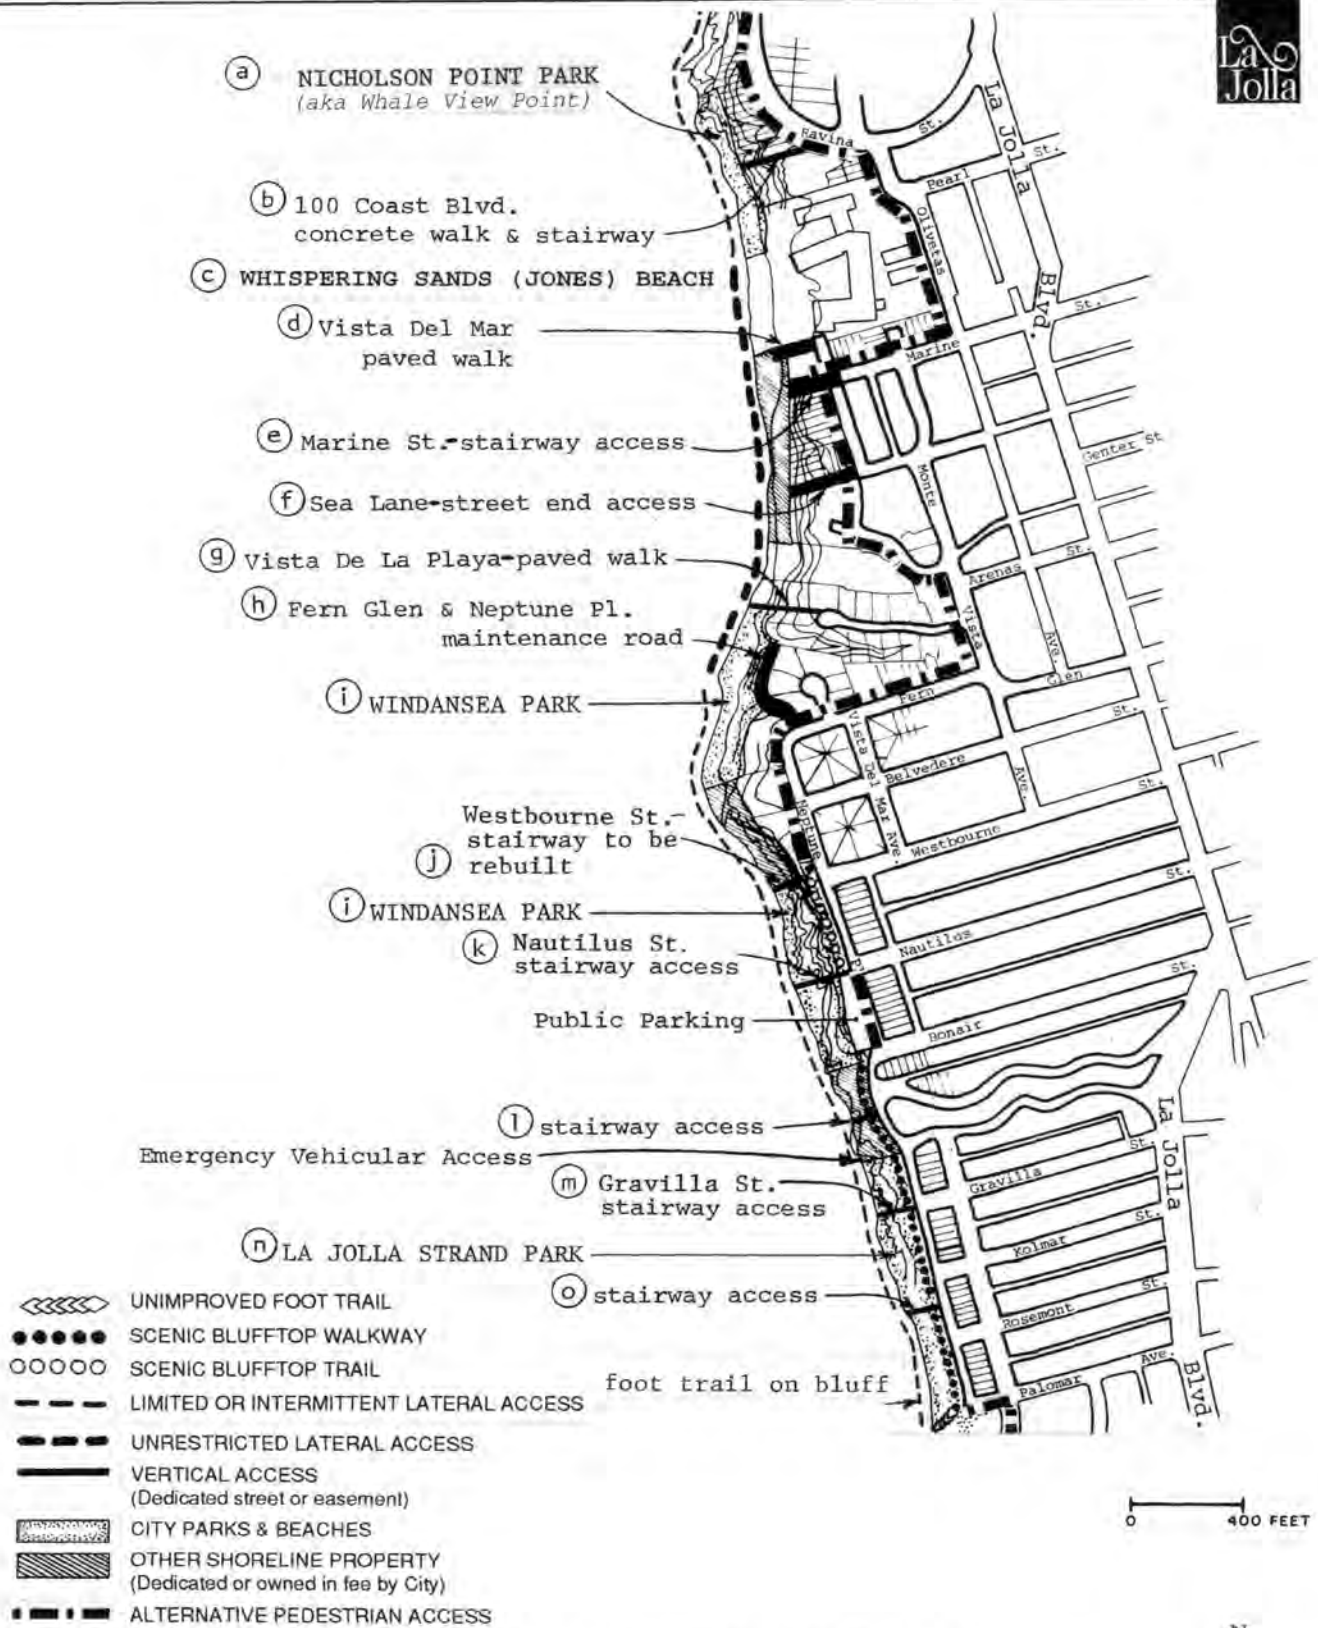 La
Jolla
a NICHOLSON POINT PARK
(aka Whale View Point)
b 100 Coast Blvd.
concrete walk & stairway
c WHISPERING SANDS (JONES) BEACH
d Vista Del Mar
paved walk
e Marine St.-stairway access
f Sea Lane-street end access
g Vista De La Playa-paved walk
h Fern Glen & Neptune Pl.
maintenance road
i WINDANSEA PARK
Westbourne St.-
stairway to be
j rebuilt
i WINDANSEA PARK
k Nautilus St.
stairway access
Public Parking
l stairway access
Emergency Vehicular Access
m Gravilla St.
stairway access
n LA JOLLA STRAND PARK
o stairway access
foot trail on bluff
Ravina
St.
La Jolla
Blvd.
Pearl
St.
Olivetas
Marine
St.
Genter St
Monte
Vista
Ave.
Arenas
St.
Fern
Glen
Belvedere
St.
Vista Del Mar Ave.
Ave.
Neptune
Pl
Westbourne
St.
Nautilus
St.
Bonair
St.
La Jolla
Blvd.
Gravilla
St.
Kolmar
St.
Rosemont
St.
Palomar
Ave.
UNIMPROVED FOOT TRAIL
SCENIC BLUFFTOP WALKWAY
SCENIC BLUFFTOP TRAIL
LIMITED OR INTERMITTENT LATERAL ACCESS
UNRESTRICTED LATERAL ACCESS
VERTICAL ACCESS
(Dedicated street or easement)
CITY PARKS & BEACHES
OTHER SHORELINE PROPERTY
(Dedicated or owned in fee by City)
ALTERNATIVE PEDESTRIAN ACCESS
0 400 FEET